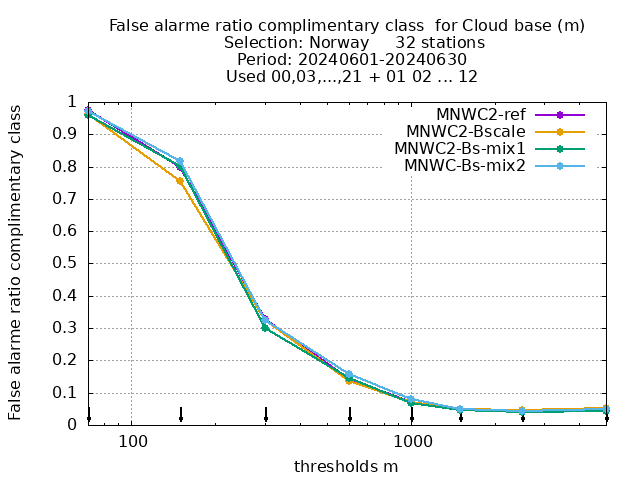 False alarme ratio complimentary class  for Cloud base (m)
Selection: Norway     32 stations
Period: 20240601-20240630
Used 00,03,...,21 + 01 02 ... 12
False alarme ratio complimentary class
1
0.9
0.8
0.7
0.6
0.5
0.4
0.3
0.2
0.1
0
MNWC2-ref
MNWC2-Bscale
MNWC2-Bs-mix1
MNWC-Bs-mix2
100 1000
thresholds m